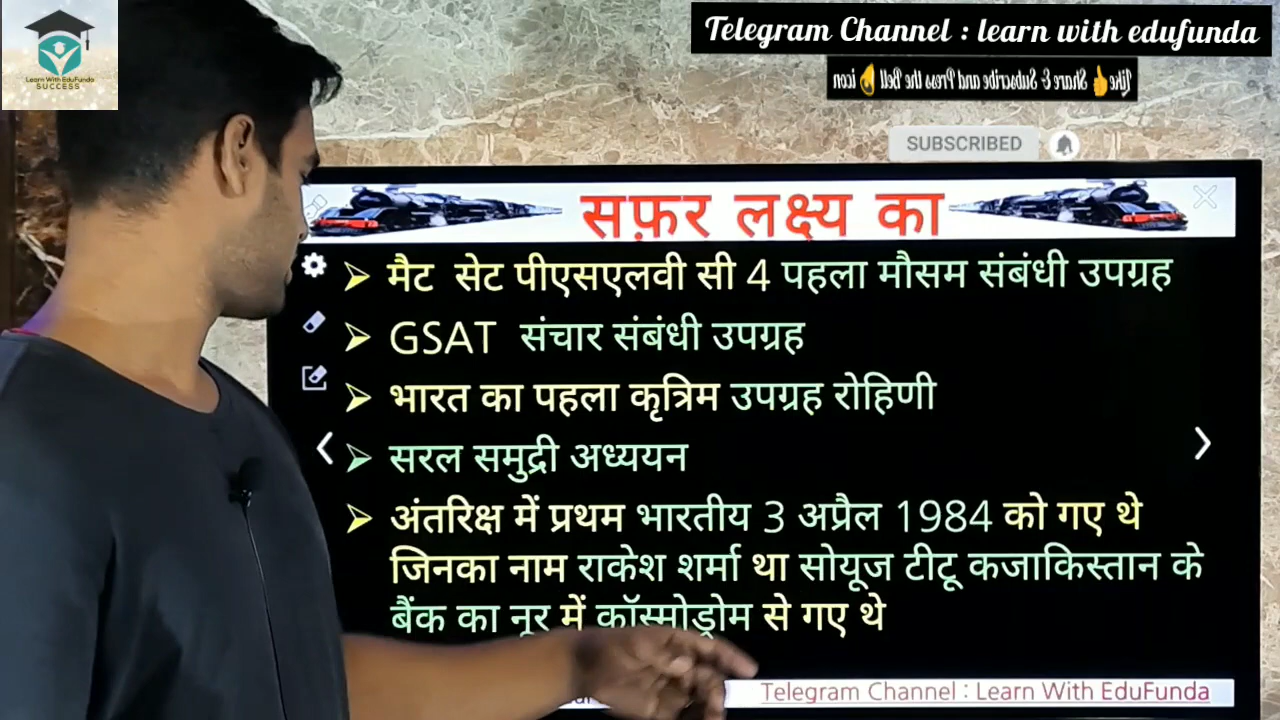 Learn With EduFunda
SUCCESS
Telegram Channel : learn with edufunda
Like 👍 Share & Subscribe and Press the Bell 🔔 icon
SUBSCRIBED
सफ़र लक्ष्य का
➢ मैट सेट पीएसएलवी सी 4 पहला मौसम संबंधी उपग्रह
➢ GSAT संचार संबंधी उपग्रह
➢ भारत का पहला कृत्रिम उपग्रह रोहिणी
➢ सरल समुद्री अध्ययन
➢ अंतरिक्ष में प्रथम भारतीय 3 अप्रैल 1984 को गए थे
जिनका नाम राकेश शर्मा था सोयूज टीटू कजाकिस्तान के
बैंक का नूर में कॉस्मोड्रोम से गए थे
Telegram Channel : Learn With EduFunda